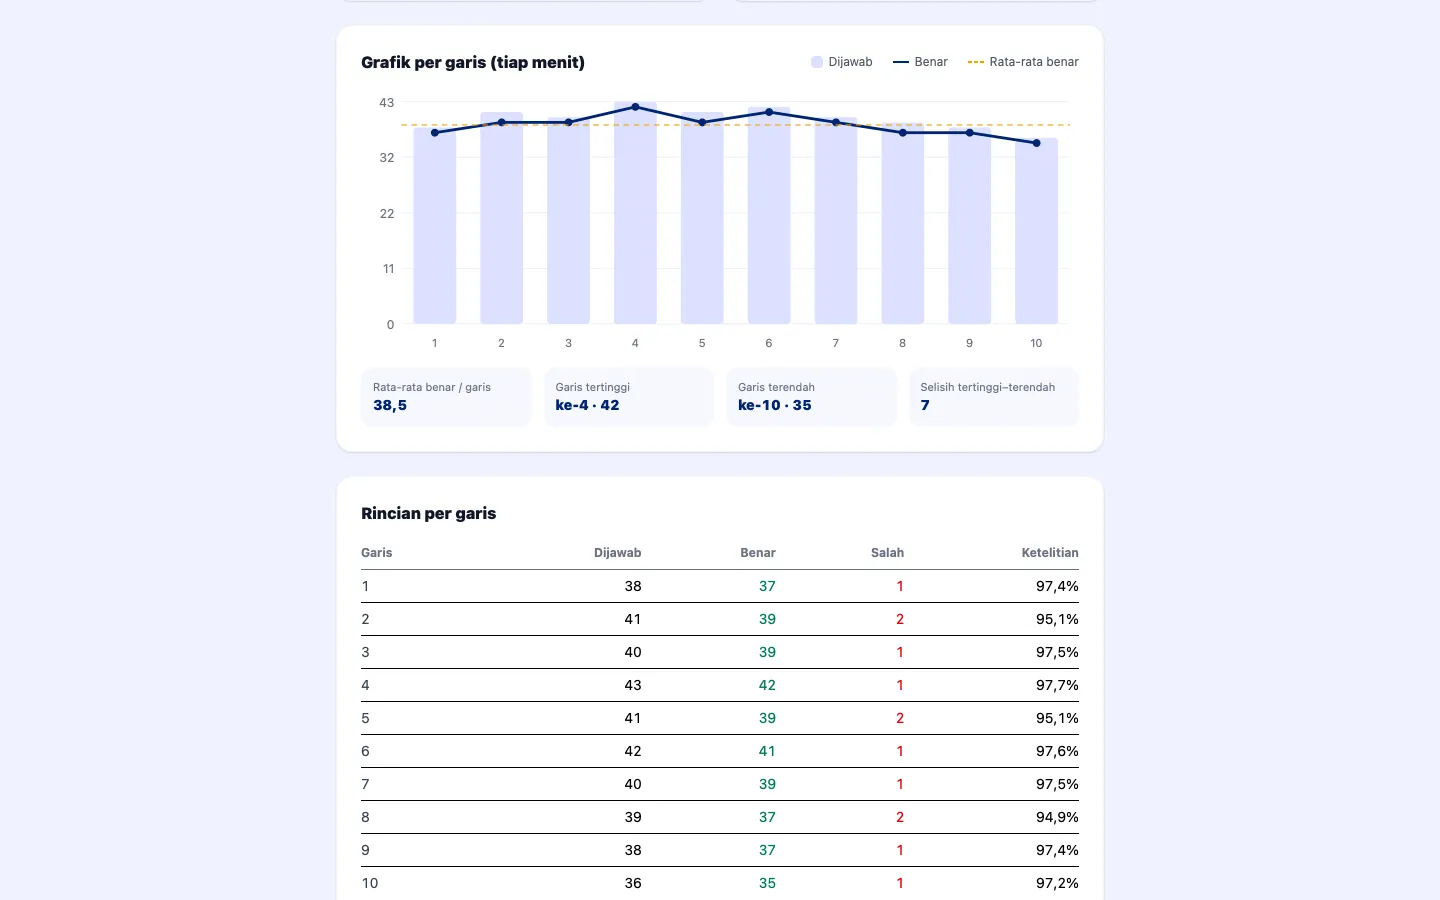 Grafik per garis (tiap menit)
Dijawab Benar Rata-rata benar
43
32
22
11
0
1 2 3 4 5 6 7 8 9 10
Rata-rata benar / garis
38,5
Garis tertinggi
ke-4 · 42
Garis terendah
ke-10 · 35
Selisih tertinggi–terendah
7
Rincian per garis
Garis Dijawab Benar Salah Ketelitian
1 38 37 1 97,4%
2 41 39 2 95,1%
3 40 39 1 97,5%
4 43 42 1 97,7%
5 41 39 2 95,1%
6 42 41 1 97,6%
7 40 39 1 97,5%
8 39 37 2 94,9%
9 38 37 1 97,4%
10 36 35 1 97,2%